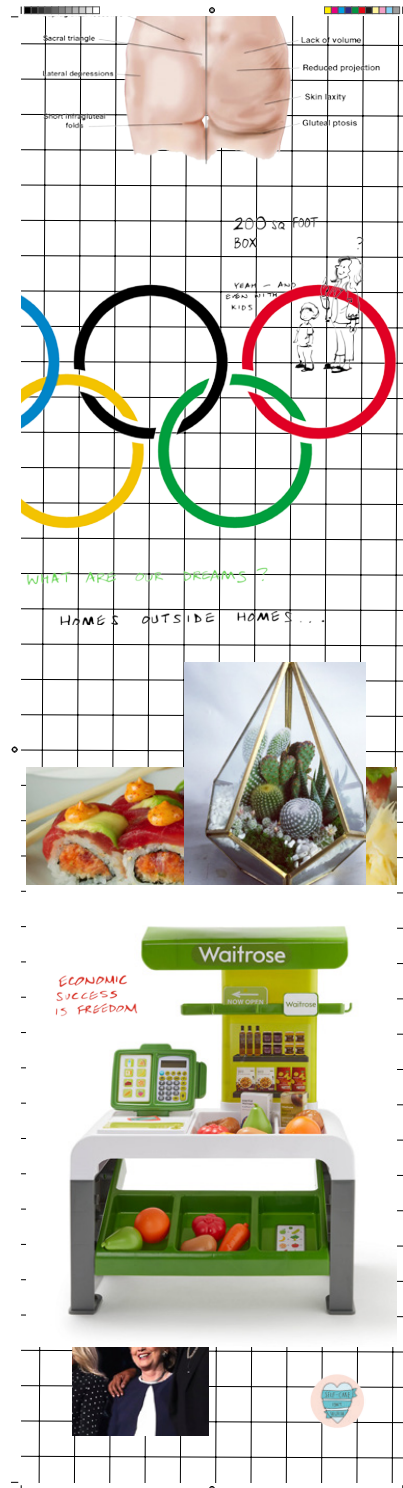 Sacral triangle
Lack of volume
Lateral depressions
Reduced projection
Skin laxity
Short infragluteal
folds
Gluteal ptosis
200 SQ FOOT
BOX
?
YEAH — AND
EVEN WITH
KIDS
WHAT ARE OUR DREAMS?
HOMES OUTSIDE HOMES...
Waitrose
ECONOMIC
SUCCESS
IS FREEDOM
NOW OPEN
Waitrose
SELF-CARE